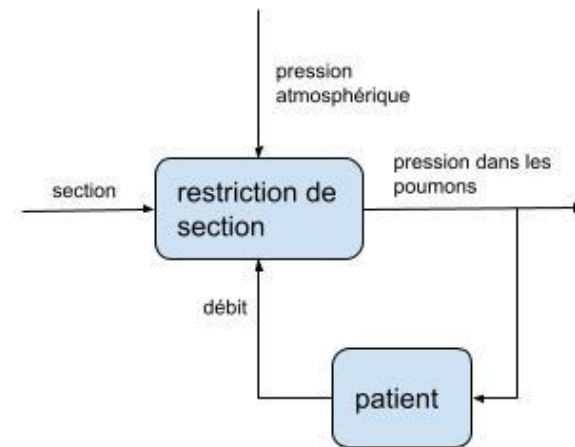 pression
atmosphérique
pression dans les
poumons
section
restriction de
section
débit
patient